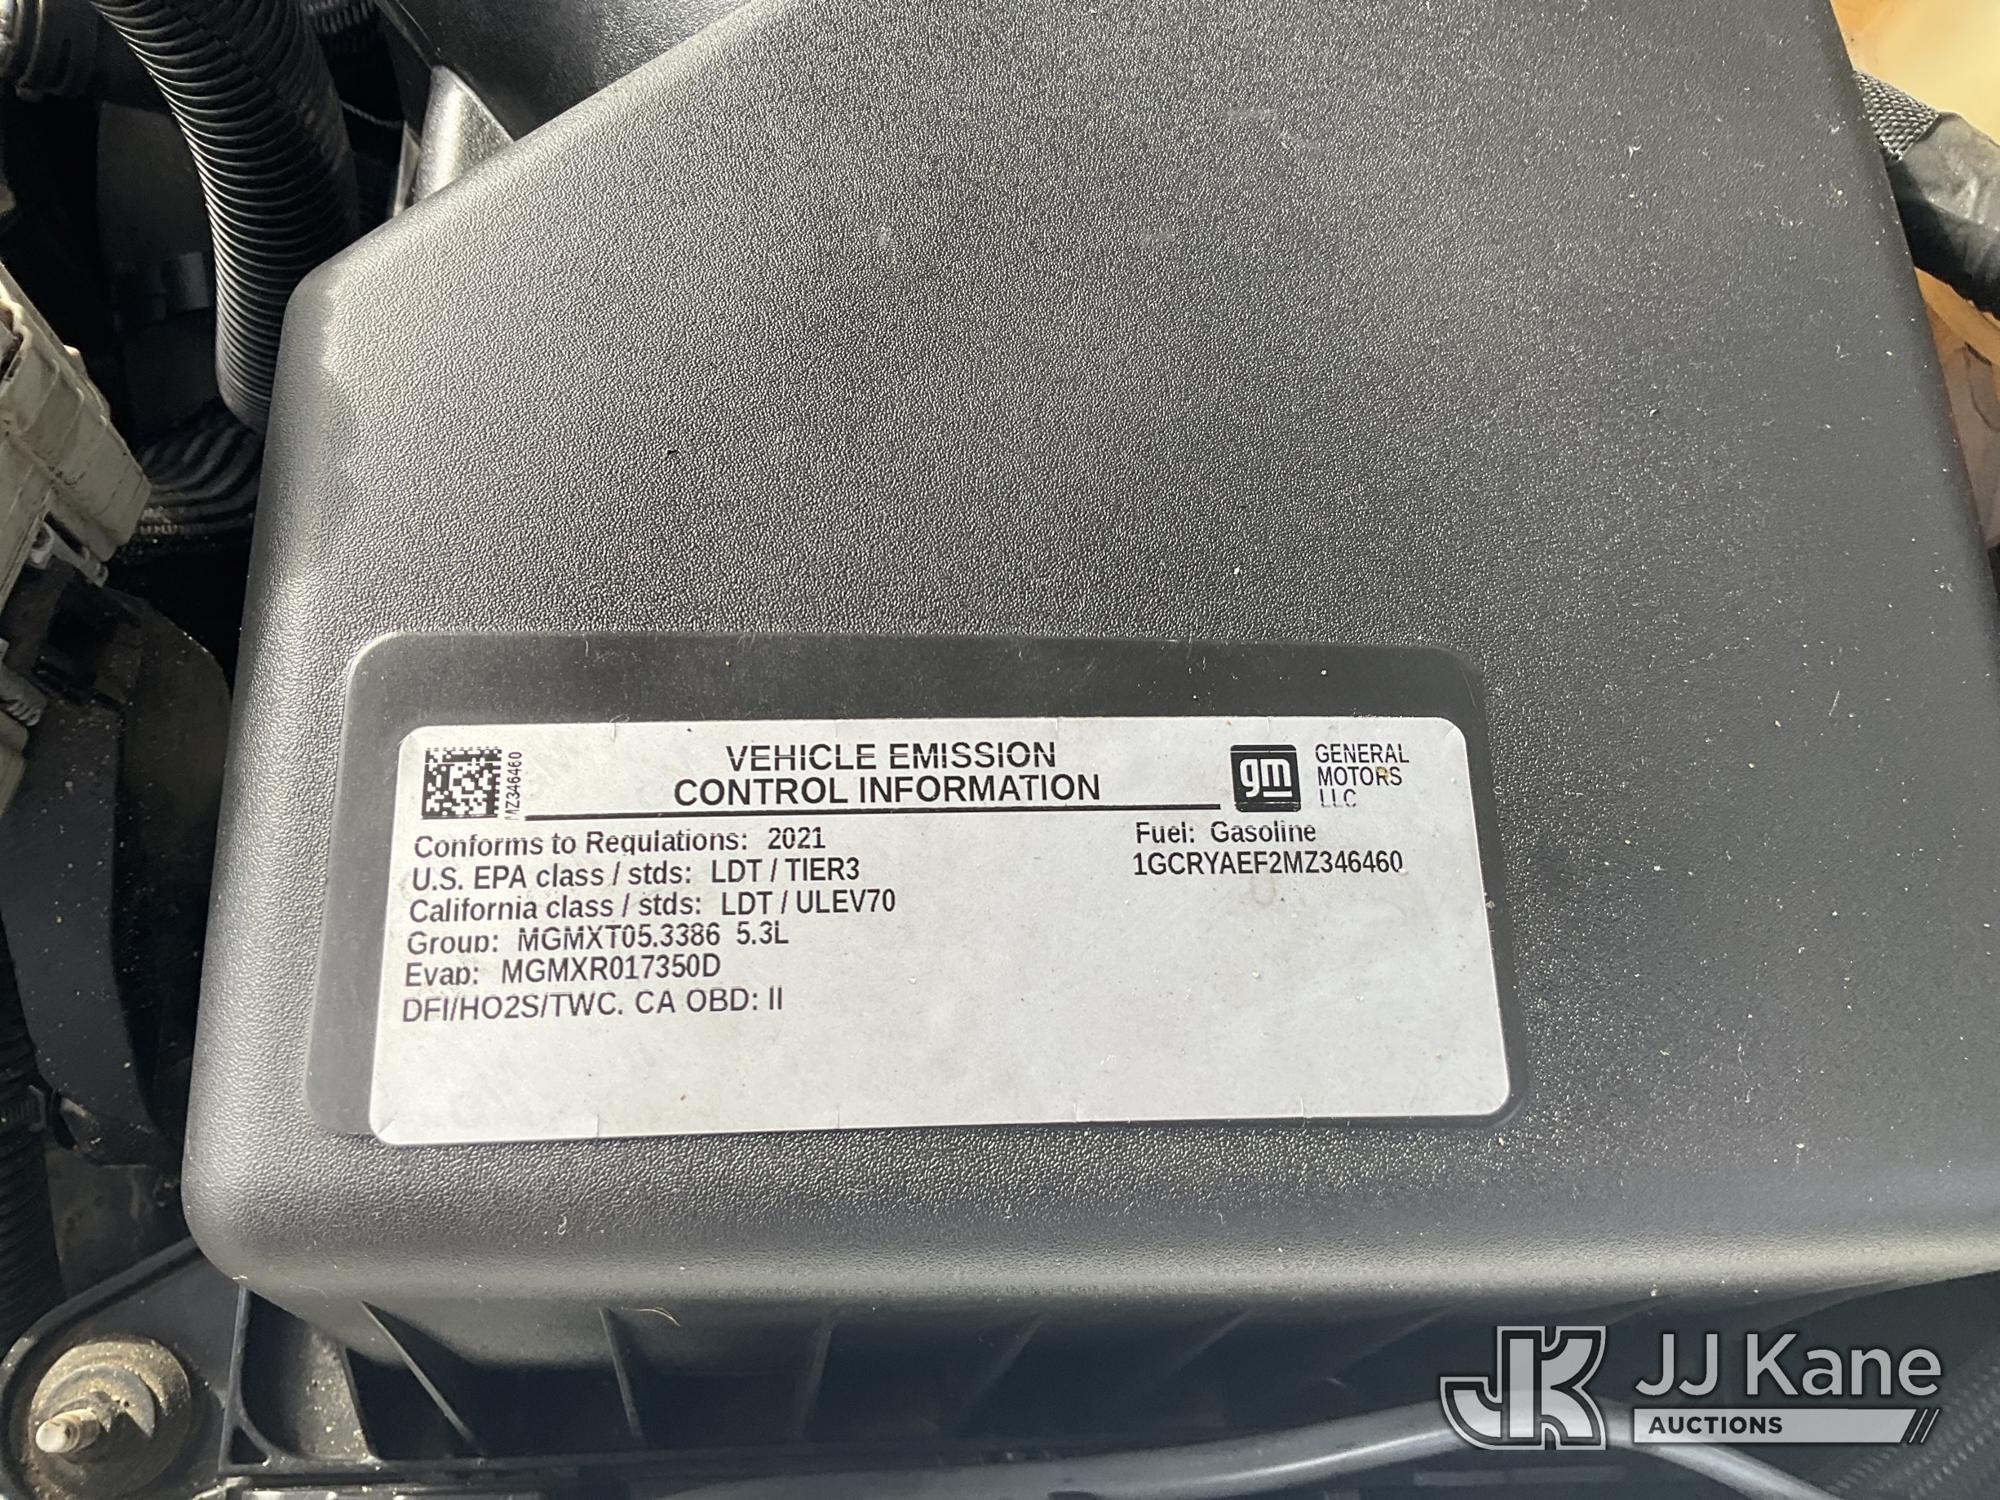 MZ346460
VEHICLE EMISSION
CONTROL INFORMATION
gm
GENERAL
MOTORS
LLC
Conforms to Regulations: 2021
U.S. EPA class / stds: LDT / TIER3
California class / stds: LDT / ULEV70
Group: MGMXT05.3386 5.3L
Evap: MGMXR017350D
DFI/HO2S/TWC. CA OBD: II
Fuel: Gasoline
1GCRYAEF2MZ346460
JK
JJ Kane
AUCTIONS